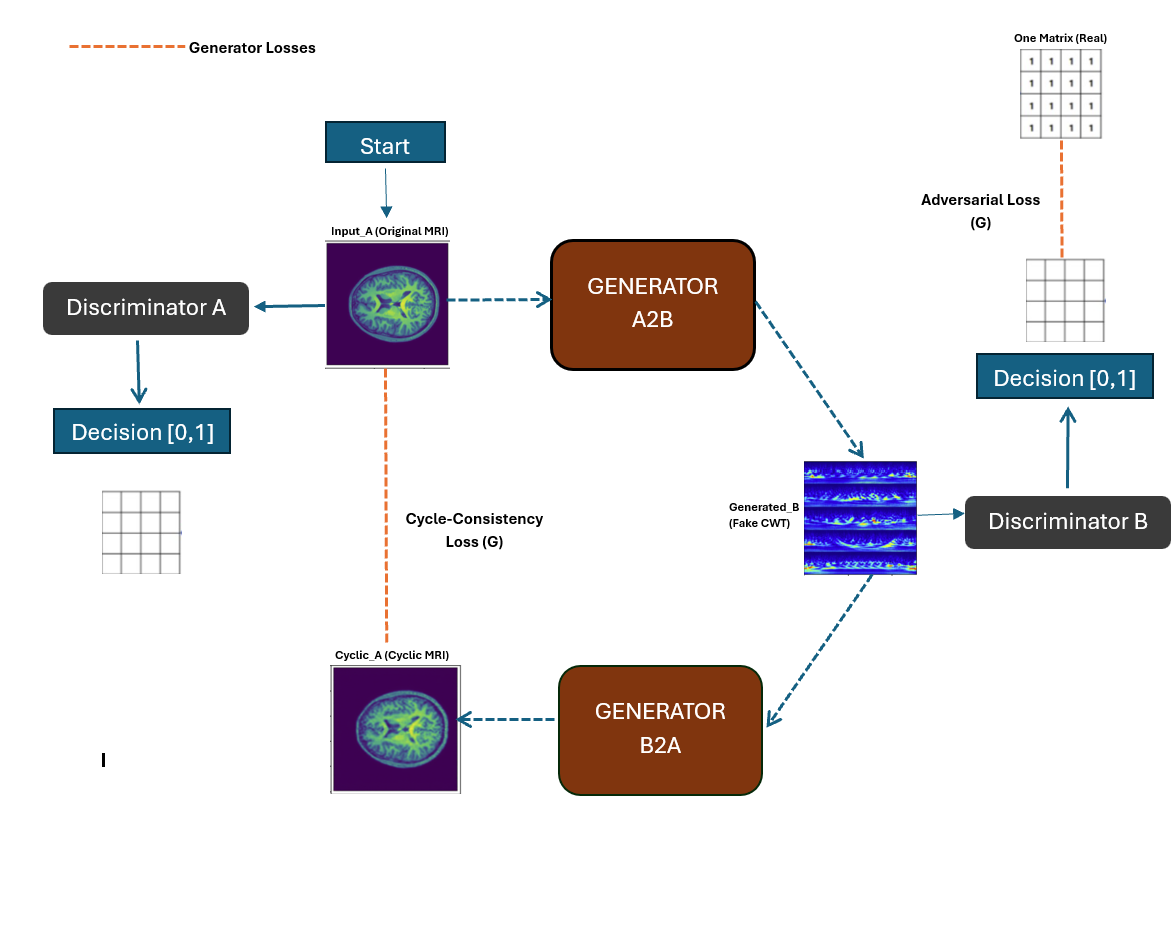 Generator Losses
One Matrix (Real)
1 1 1 1
1 1 1 1
1 1 1 1
1 1 1 1
Start
Adversarial Loss
(G)
Input_A (Original MRI)
GENERATOR
A2B
Discriminator A
Decision [0,1]
Decision [0,1]
Generated_B
(Fake CWT)
Discriminator B
Cycle-Consistency
Loss (G)
Cyclic_A (Cyclic MRI)
GENERATOR
B2A
I